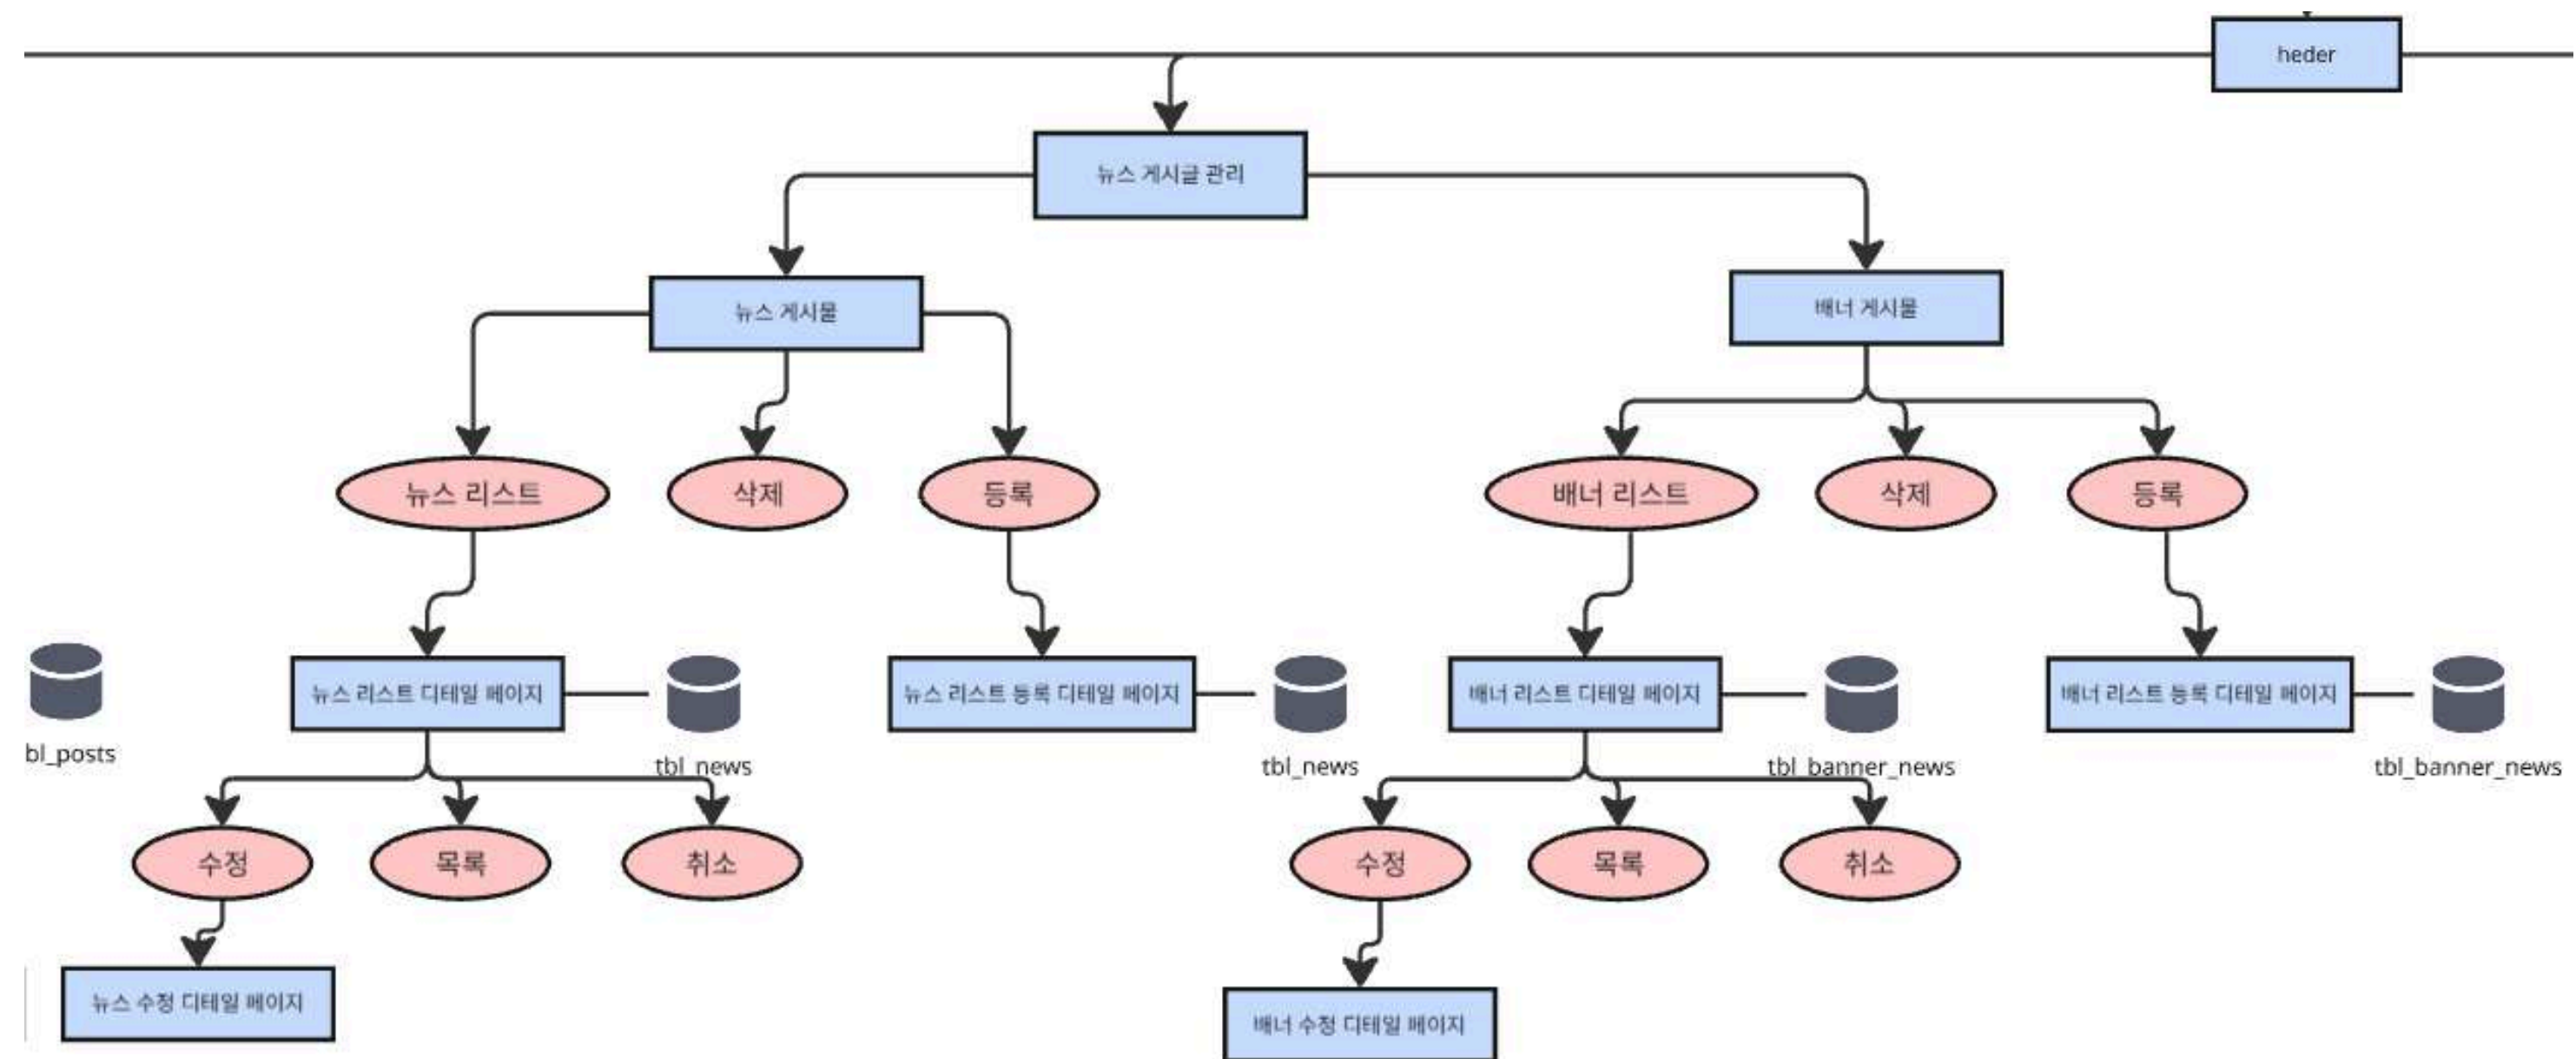 heder
뉴스 게시글 관리
뉴스 게시물
배너 게시물
뉴스 리스트
삭제
등록
배너 리스트
삭제
등록
뉴스 리스트 디테일 페이지
뉴스 리스트 등록 디테일 페이지
배너 리스트 디테일 페이지
배너 리스트 등록 디테일 페이지
bl_posts
tbl_news
tbl_news
tbl_banner_news
tbl_banner_news
수정
목록
취소
수정
목록
취소
뉴스 수정 디테일 페이지
배너 수정 디테일 페이지